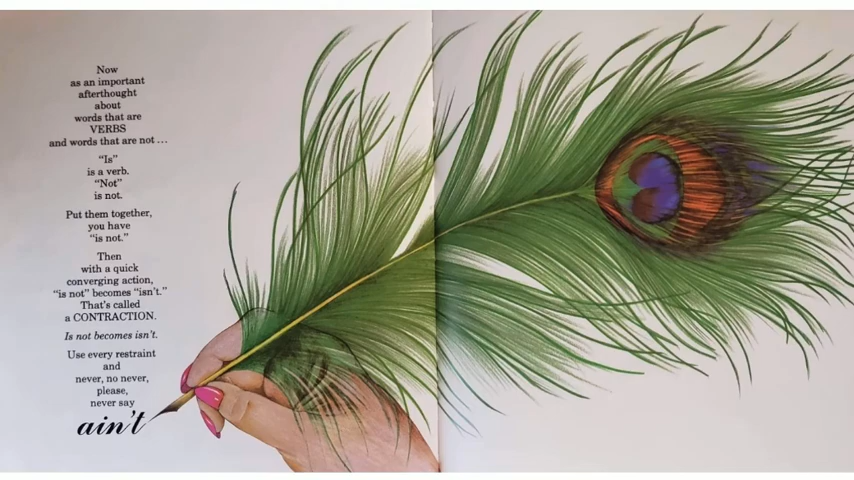 Now
as an important
afterthought
about
words that are
VERBS
and words that are not ...
“Is”
is a verb.
“Not”
is not.
Put them together,
you have
“is not.”
Then
with a quick
converging action,
“is not” becomes “isn’t.”
That’s called
a CONTRACTION.
Is not becomes isn’t.
Use every restraint
and
never, no never,
please,
never say
ain’t